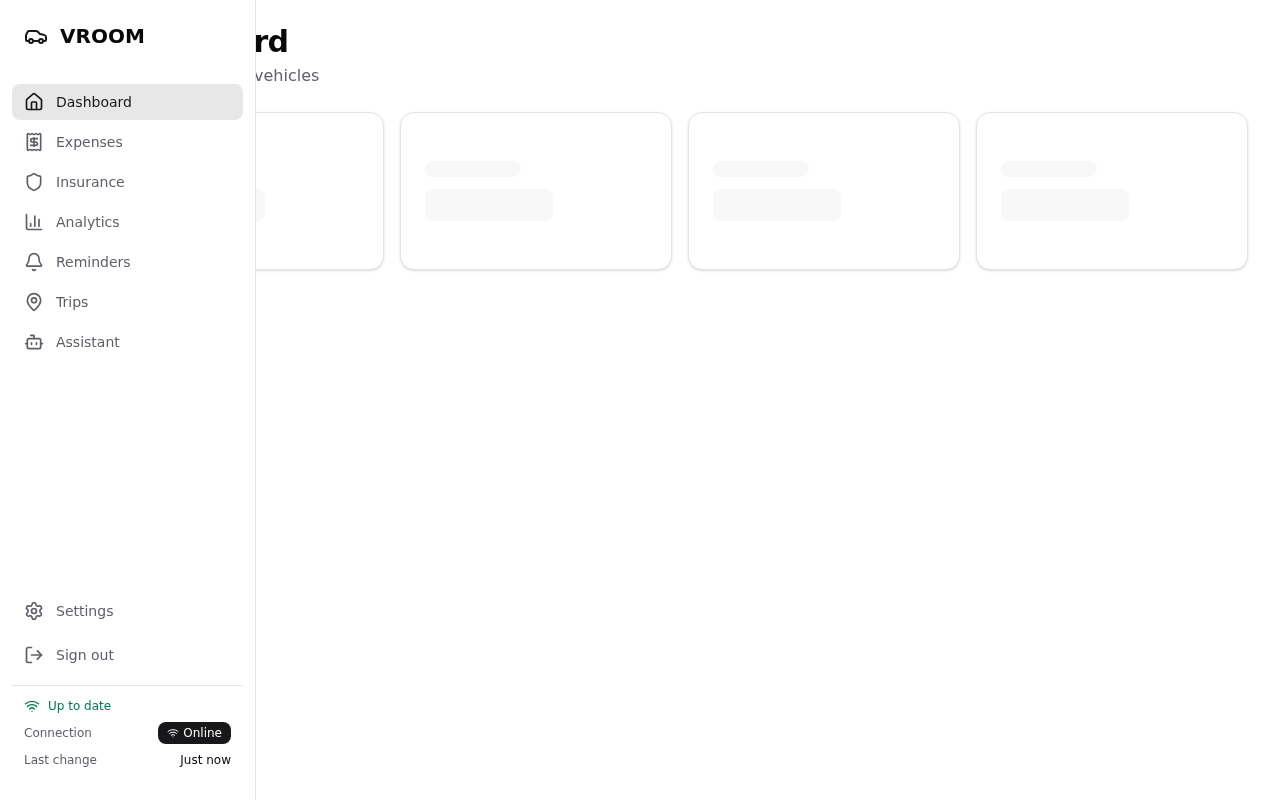 VROOM
Dashboard
Expenses
Insurance
Analytics
Reminders
Trips
Assistant
Settings
Sign out
Up to date
Connection Online
Last change Just now
rd
vehicles